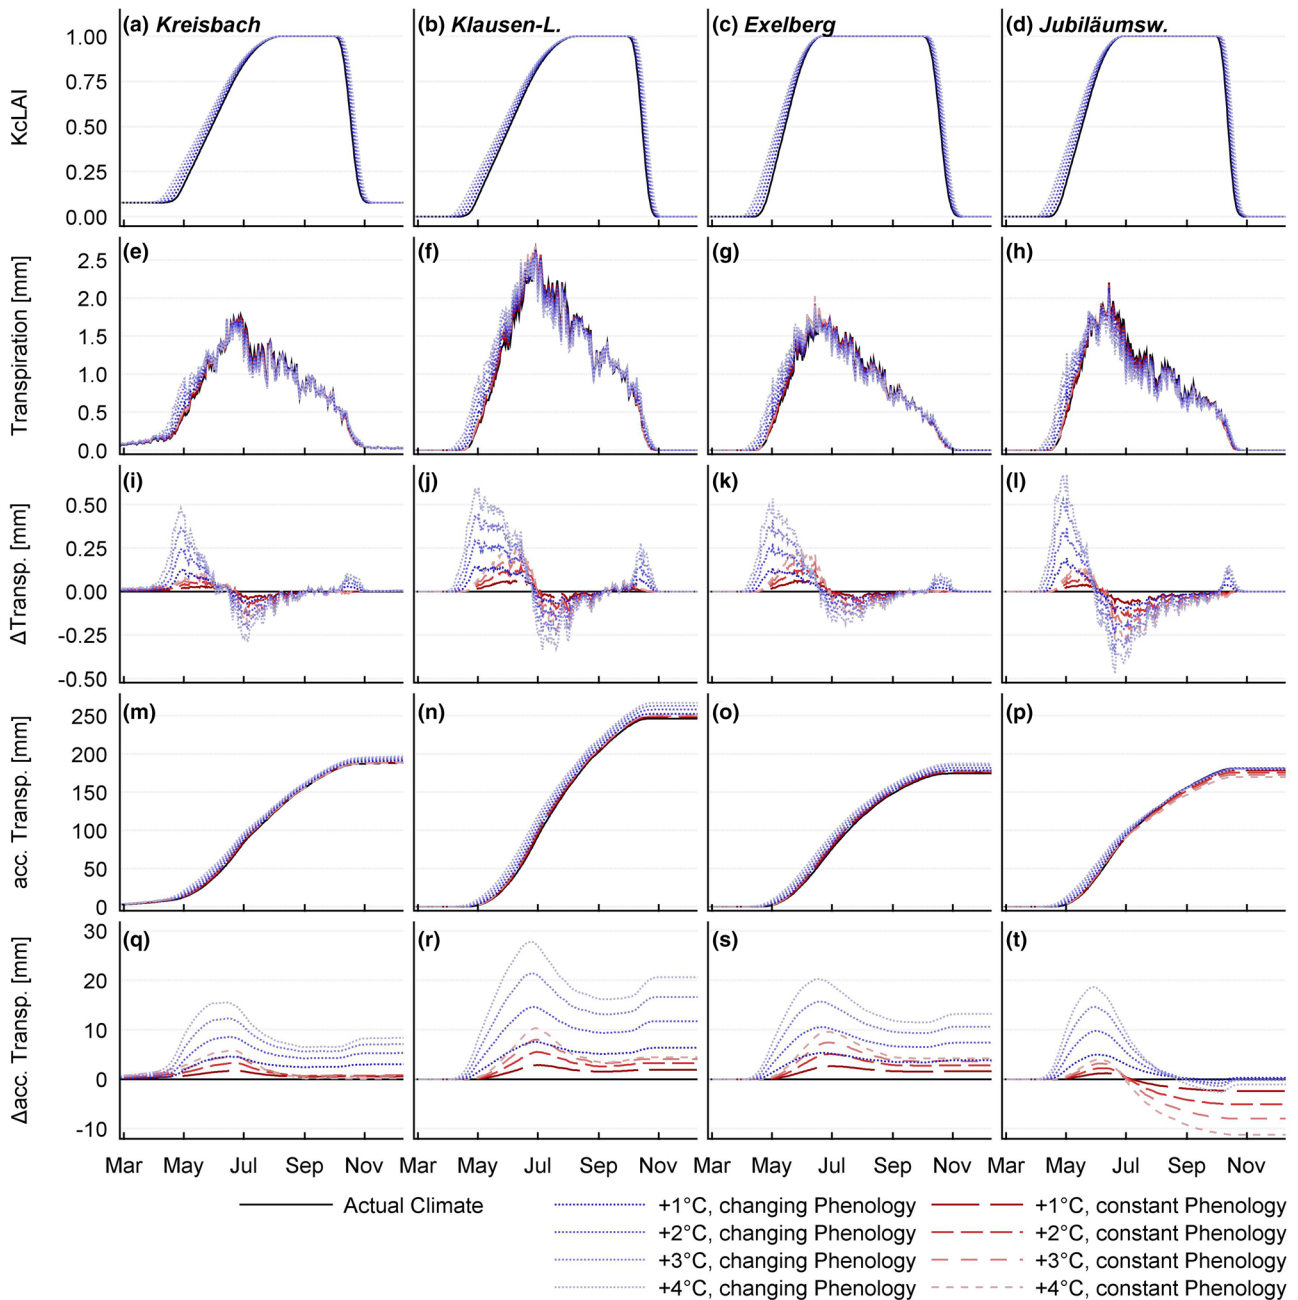 (a) Kreisbach (b) Klausen-L. (c) Exelberg (d) Jubiläumsw.
KcLAI
1.00
0.75
0.50
0.25
0.00
(e) (f) (g) (h)
Transpiration [mm]
2.5
2.0
1.5
1.0
0.5
0.0
(i) (j) (k) (l)
ΔTransp. [mm]
0.50
0.25
0.00
-0.25
-0.50
(m) (n) (o) (p)
acc. Transp. [mm]
250
200
150
100
50
0
(q) (r) (s) (t)
Δacc. Transp. [mm]
30
20
10
0
-10
Mar May Jul Sep Nov Mar May Jul Sep Nov Mar May Jul Sep Nov Mar May Jul Sep Nov
Actual Climate +1°C, changing Phenology +1°C, constant Phenology
+2°C, changing Phenology +2°C, constant Phenology
+3°C, changing Phenology +3°C, constant Phenology
+4°C, changing Phenology +4°C, constant Phenology